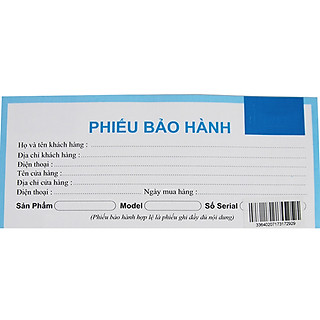 PHIẾU BẢO HÀNH
Họ và tên khách hàng :
Địa chỉ khách hàng :
Điện thoại :
Tên cửa hàng :
Địa chỉ cửa hàng :
Điện thoại : Ngày mua hàng :
Sản Phẩm Model Số Serial
(Phiếu bảo hành hợp lệ là phiếu ghi đầy đủ nội dung)
33640207173172929